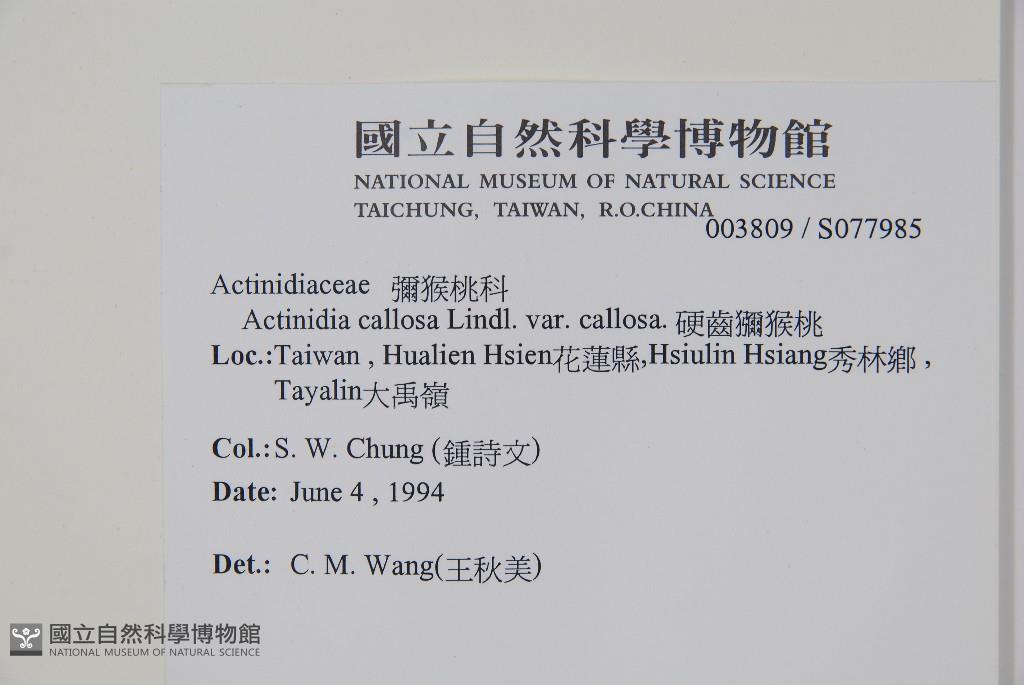 國立自然科學博物館
NATIONAL MUSEUM OF NATURAL SCIENCE
TAICHUNG, TAIWAN, R.O.CHINA
003809 / S077985
Actinidiaceae 獼猴桃科
Actinidia callosa Lindl. var. callosa. 硬齒獼猴桃
Loc.:Taiwan , Hualien Hsien花蓮縣,Hsiulin Hsiang秀林鄉 ,
Tayalin大禹嶺
Col.:S. W. Chung (鍾詩文)
Date: June 4 , 1994
Det.: C. M. Wang(王秋美)
國立自然科學博物館
NATIONAL MUSEUM OF NATURAL SCIENCE